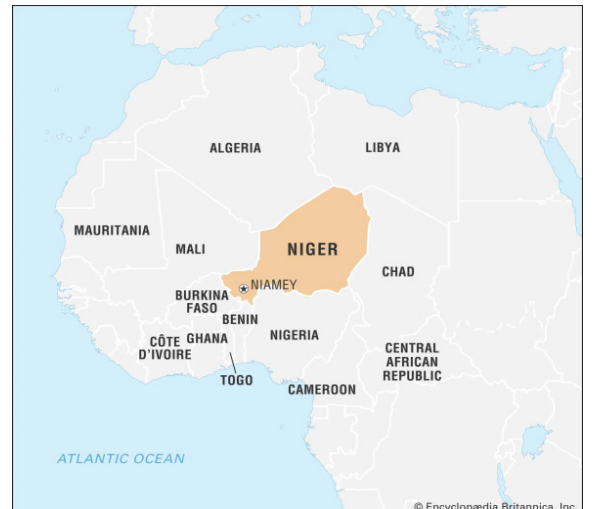 ALGERIA
LIBYA
MAURITANIA
MALI
NIGER
CHAD
NIAMEY
BURKINA
FASO
BENIN
NIGERIA
CÔTE
D'IVOIRE
GHANA
TOGO
CAMEROON
CENTRAL
AFRICAN
REPUBLIC
ATLANTIC OCEAN
© Encyclopædia Britannica, Inc.